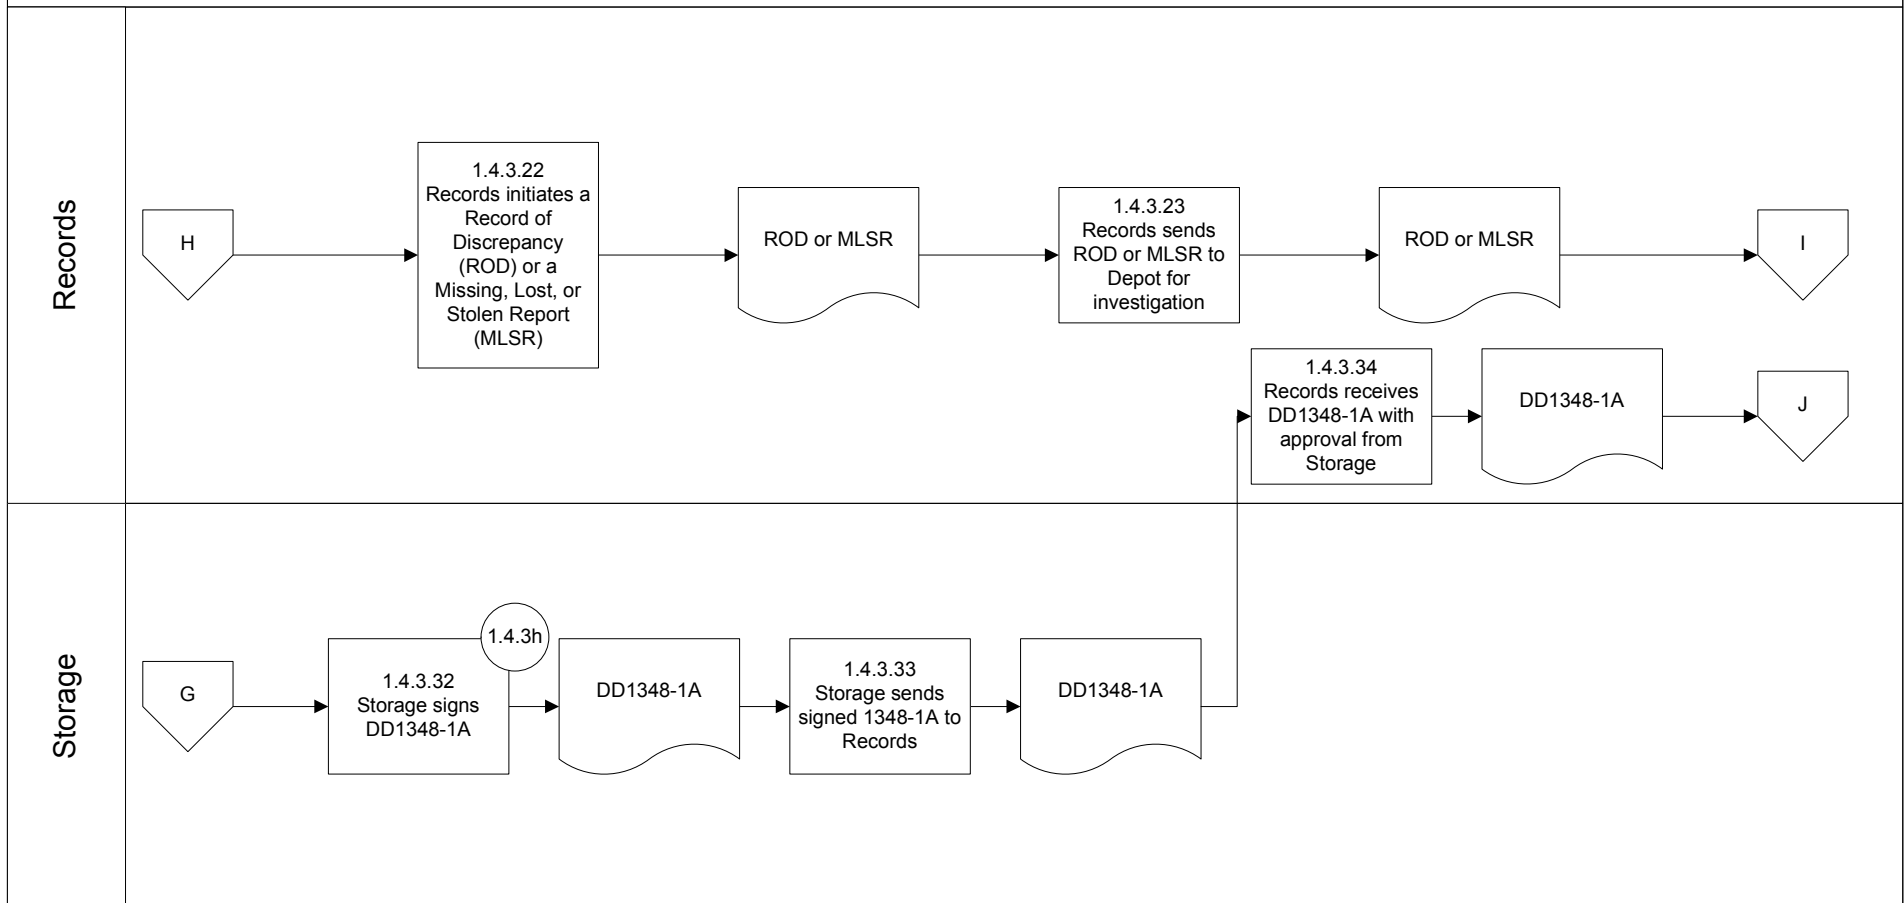 Records
H
1.4.3.22
Records initiates a
Record of
Discrepancy
(ROD) or a
Missing, Lost, or
Stolen Report
(MLSR)
ROD or MLSR
1.4.3.23
Records sends
ROD or MLSR to
Depot for
investigation
ROD or MLSR
I
1.4.3.34
Records receives
DD1348-1A with
approval from
Storage
DD1348-1A
J
Storage
G
1.4.3.32
Storage signs
DD1348-1A
1.4.3h
DD1348-1A
1.4.3.33
Storage sends
signed 1348-1A to
Records
DD1348-1A